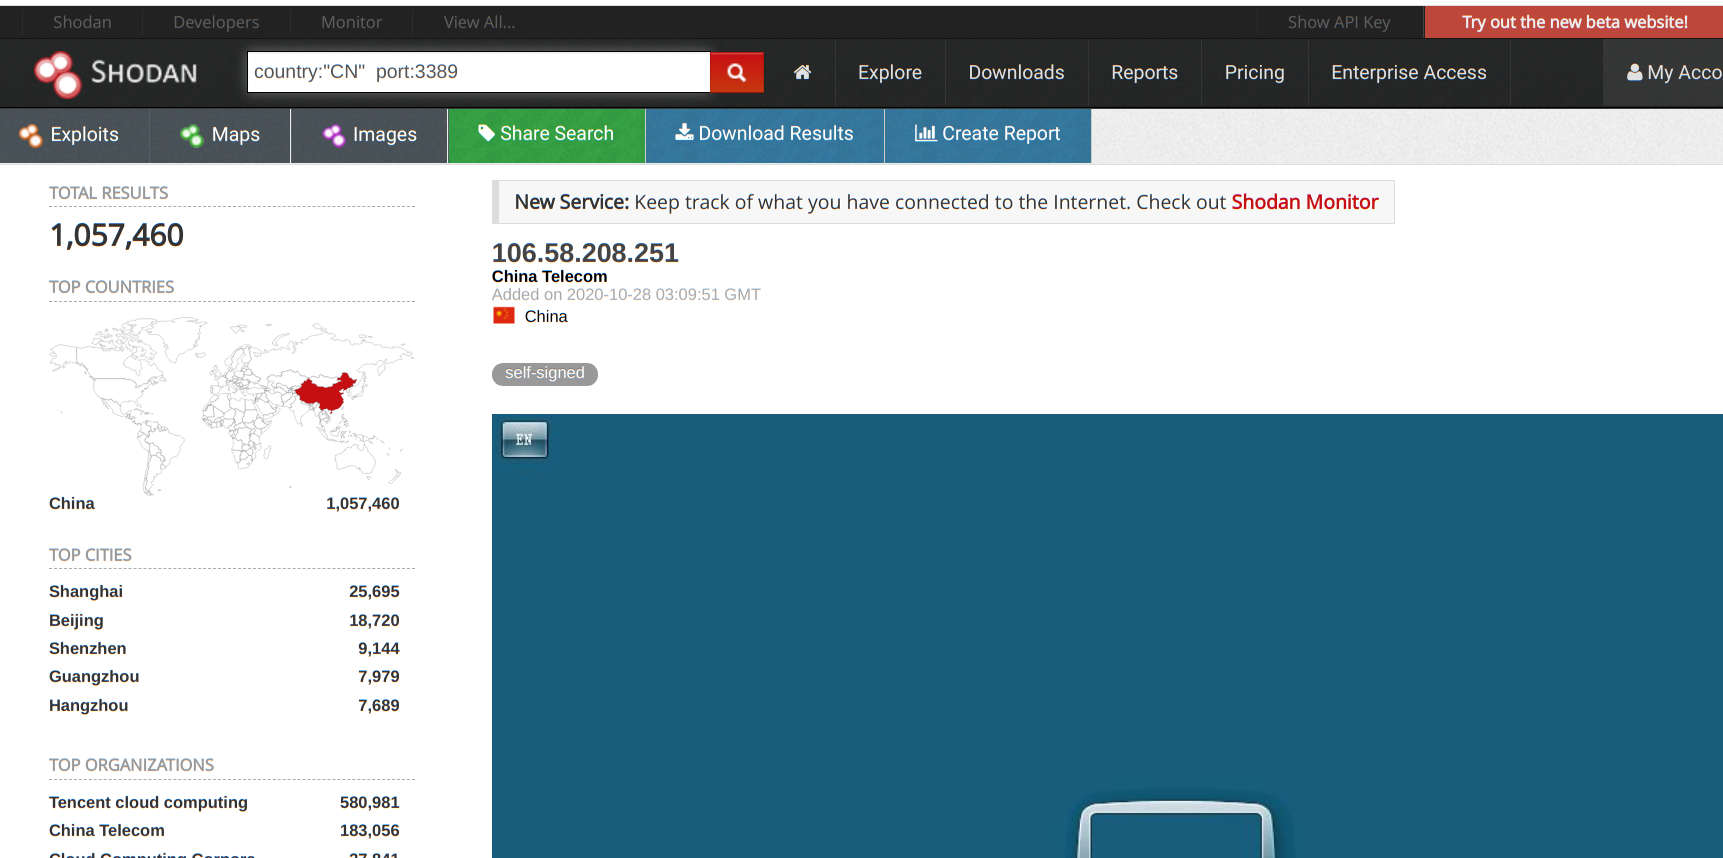 Shodan Developers Monitor View All... Show API Key Try out the new beta website!
SHODAN country:"CN" port:3389 Explore Downloads Reports Pricing Enterprise Access My Acco
Exploits Maps Images Share Search Download Results Create Report
TOTAL RESULTS
1,057,460
TOP COUNTRIES
China 1,057,460
TOP CITIES
Shanghai 25,695
Beijing 18,720
Shenzhen 9,144
Guangzhou 7,979
Hangzhou 7,689
TOP ORGANIZATIONS
Tencent cloud computing 580,981
China Telecom 183,056
Cloud Computing 37,841
New Service: Keep track of what you have connected to the Internet. Check out Shodan Monitor
106.58.208.251
China Telecom
Added on 2020-10-28 03:09:51 GMT
China
self-signed
EN